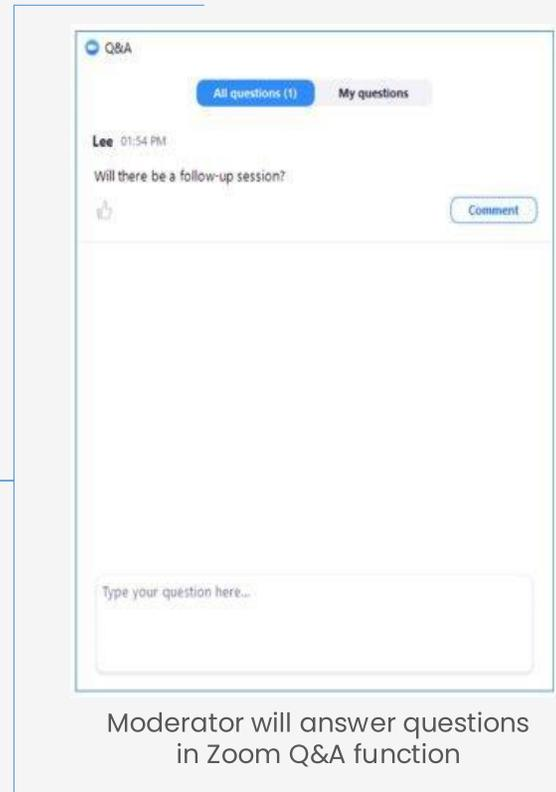 Q&A
All questions (1) My questions
Lee 01:54 PM
Will there be a follow-up session?
Comment
Type your question here...
Moderator will answer questions
in Zoom Q&A function